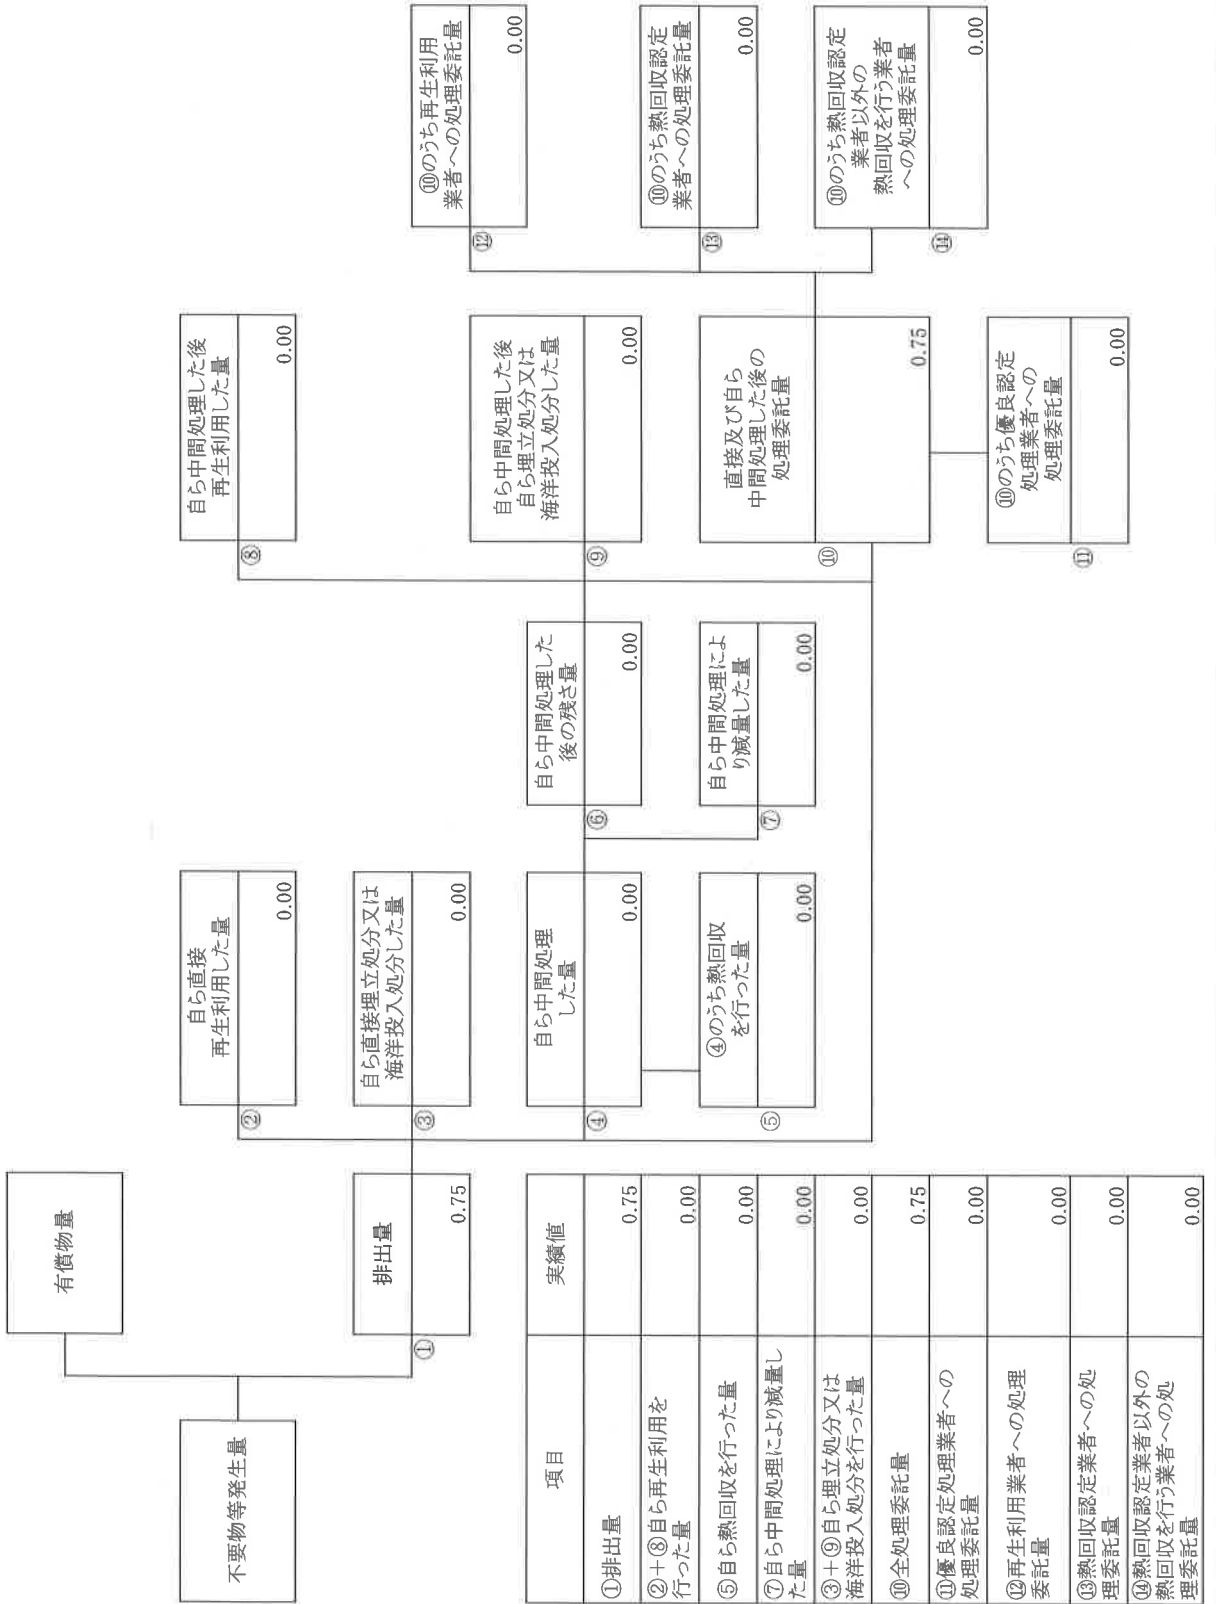 不要物等発生量
有償物量
①
排出量
0.75
②
自ら直接
再生利用した量
0.00
③
自ら直接埋立処分又は
海洋投入処分した量
0.00
④
自ら中間処理
した量
0.00
⑤
④のうち熱回収
を行った量
0.00
⑥
自ら中間処理した
後の残さ量
0.00
⑦
自ら中間処理によ
り減量した量
0.00
⑧
自ら中間処理した後
再生利用した量
0.00
⑨
自ら中間処理した後
自ら埋立処分又は
海洋投入処分した量
0.00
⑩
直接及び自ら
中間処理した後の
処理委託量
0.75
⑪
⑩のうち優良認定
処理業者への
処理委託量
0.00
⑫
⑩のうち再生利用
業者への処理委託量
0.00
⑬
⑩のうち熱回収認定
業者への処理委託量
0.00
⑭
⑩のうち熱回収認定
業者以外の
熱回収を行う業者
への処理委託量
0.00
項目 実績値
①排出量 0.75
②+⑧自ら再生利用を
行った量 0.00
⑤自ら熱回収を行った量 0.00
⑦自ら中間処理により減量し
た量 0.00
③+⑨自ら埋立処分又は
海洋投入処分を行った量 0.00
⑩全処理委託量 0.75
⑪優良認定処理業者への
処理委託量 0.00
⑫再生利用業者への処理
委託量 0.00
⑬熱回収認定業者への処
理委託量 0.00
⑭熱回収認定業者以外の
熱回収を行う業者への処
理委託量 0.00